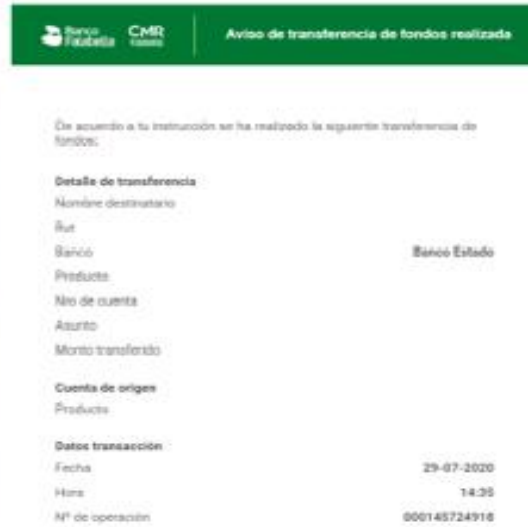 Banco Falabella CMR Falabella Aviso de transferencia de fondos realizada
De acuerdo a tu instrucción se ha realizado la siguiente transferencia de
fondos:
Detalle de transferencia
Nombre destinatario
Rut
Banco Banco Estado
Producto
Nro de cuenta
Asunto
Monto transferido
Cuenta de origen
Producto
Datos transacción
Fecha 29-07-2020
Hora 14:35
Nº de operación 000145724918